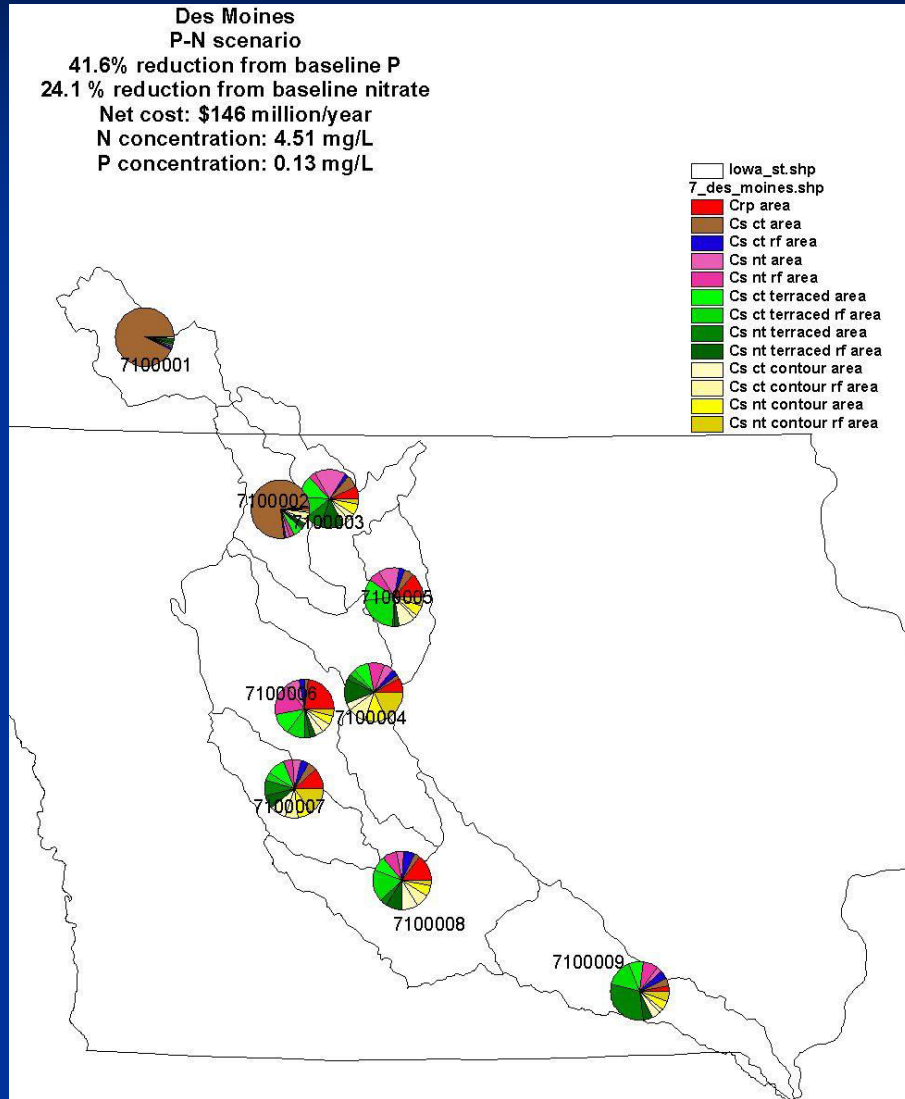 Des Moines
P-N scenario
41.6% reduction from baseline P
24.1 % reduction from baseline nitrate
Net cost: $146 million/year
N concentration: 4.51 mg/L
P concentration: 0.13 mg/L
Iowa_st.shp
7_des_moines.shp
Crp area
Cs ct area
Cs ct rf area
Cs nt area
Cs nt rf area
Cs ct terraced area
Cs ct terraced rf area
Cs nt terraced area
Cs nt terraced rf area
Cs ct contour area
Cs ct contour rf area
Cs nt contour area
Cs nt contour rf area
7100001
7100002
7100003
7100005
7100006
7100004
7100007
7100008
7100009